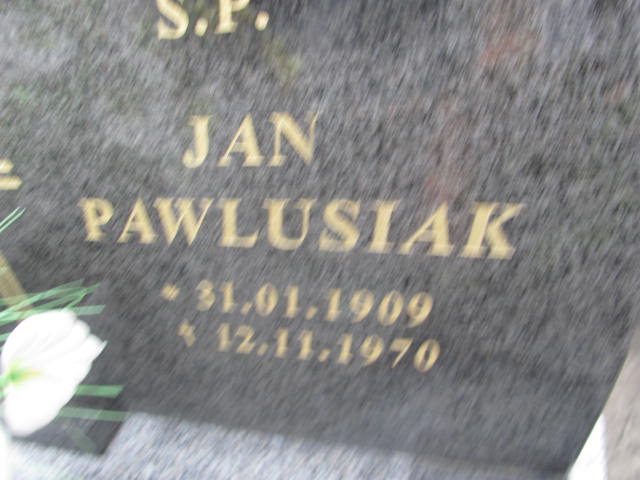 S.P.
JAN
PAWLUSIAK
* 31.01.1909
12.11.1970